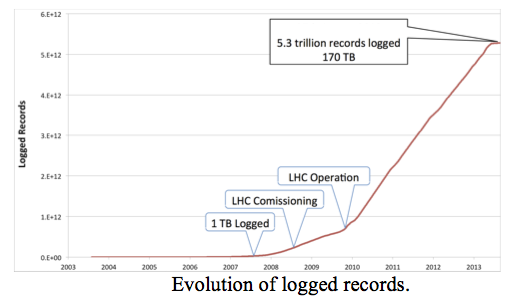 6.E+12
5.E+12
4.E+12
3.E+12
2.E+12
1.E+12
0.E+00
Logged Records
5.3 trillion records logged
170 TB
LHC Operation
LHC Comissioning
1 TB Logged
2003 2004 2005 2006 2007 2008 2009 2010 2011 2012 2013
Evolution of logged records.